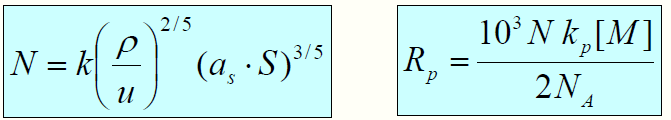 N = k(ρ/u)^{2/5} (a_s · S)^{3/5}
R_p = 10^3 N k_p[M] / 2N_A